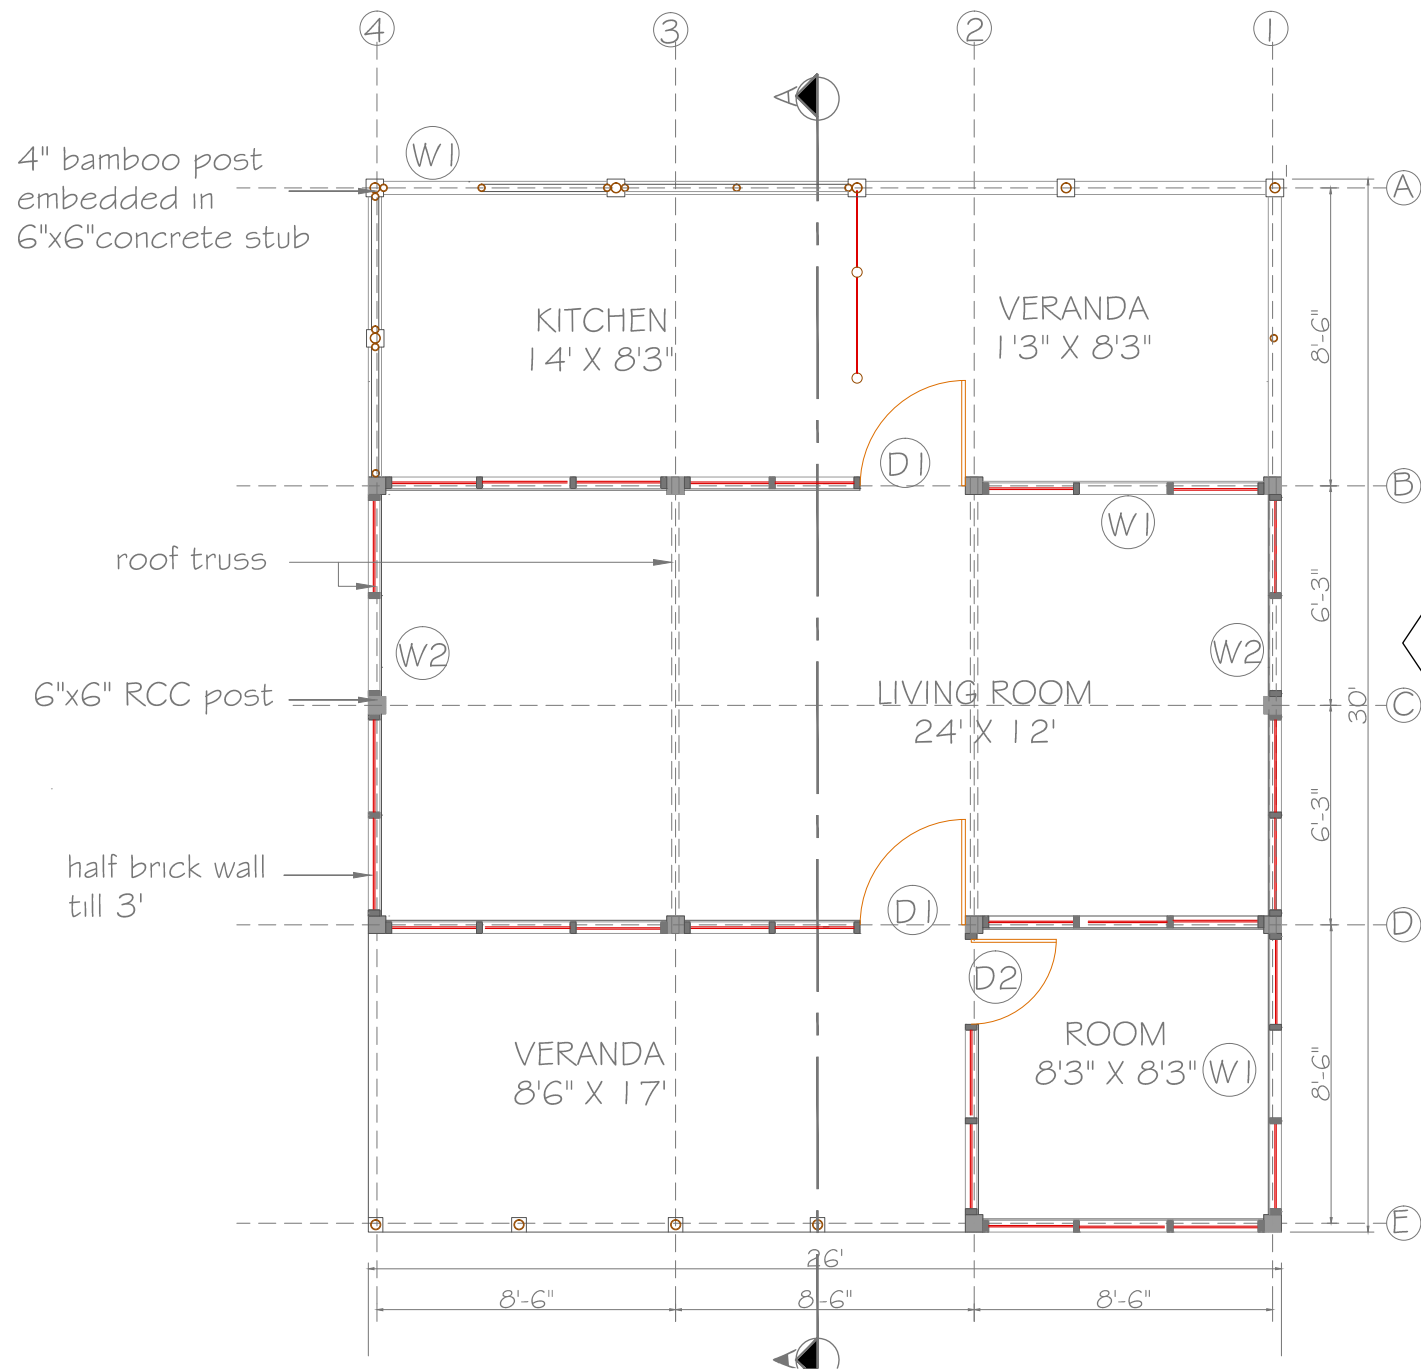 4
3
2
1
A
W1
4" bamboo post
embedded in
6"x6"concrete stub
A
KITCHEN
14' X 8'3"
VERANDA
1'3" X 8'3"
8'-6"
D1
B
W1
roof truss
6'-3"
W2
W2
6"x6" RCC post
LIVING ROOM
24' X 12'
30'
C
6'-3"
half brick wall
till 3'
D1
D
D2
VERANDA
8'6" X 17'
ROOM
8'3" X 8'3"
W1
8'-6"
E
26'
8'-6"
8'-6"
8'-6"
A